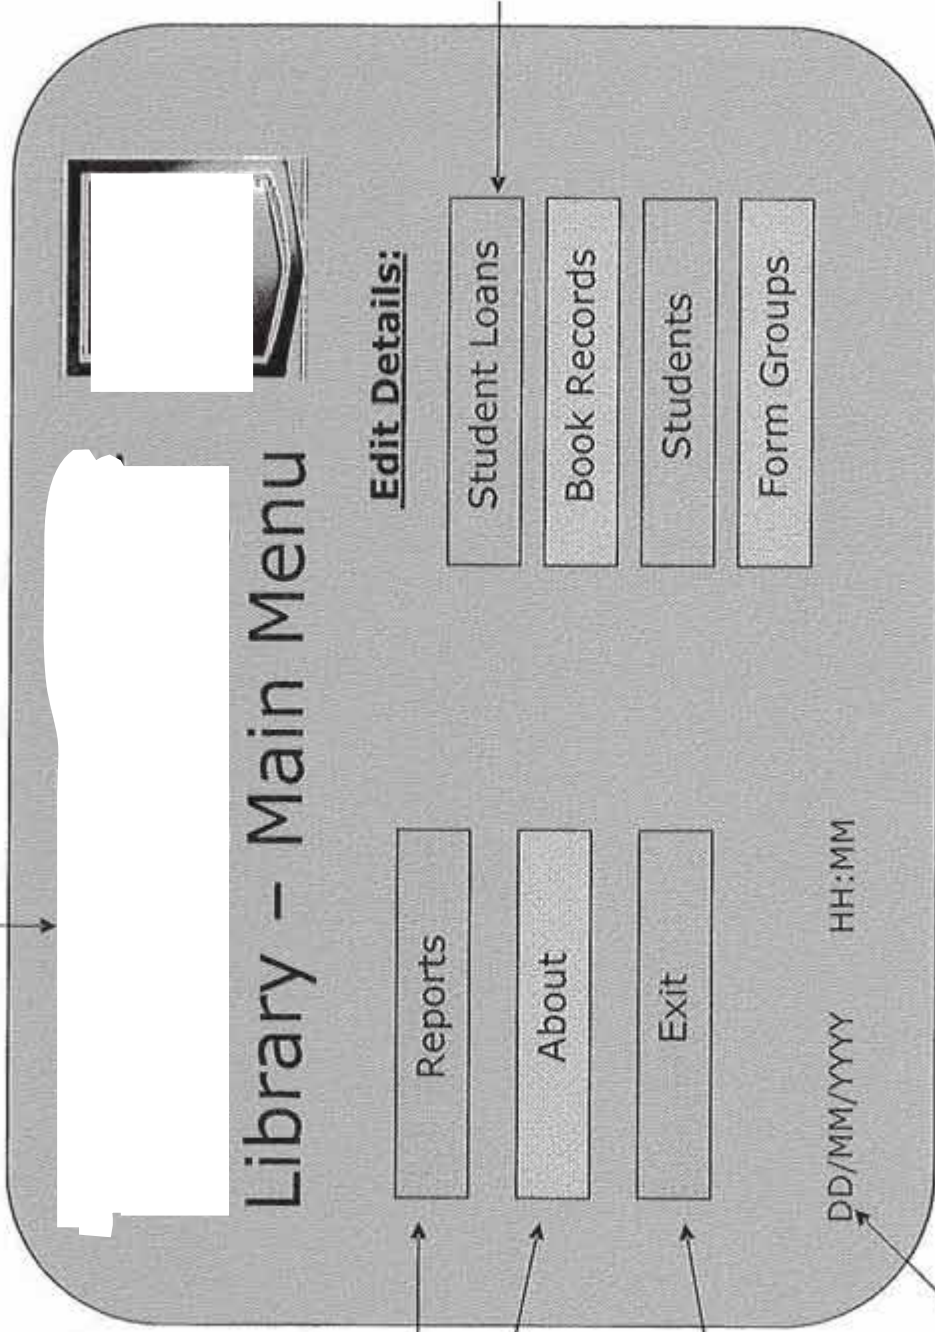 Library – Main Menu
Reports
About
Exit
Edit Details:
Student Loans
Book Records
Students
Form Groups
DD/MM/YYYY HH:MM